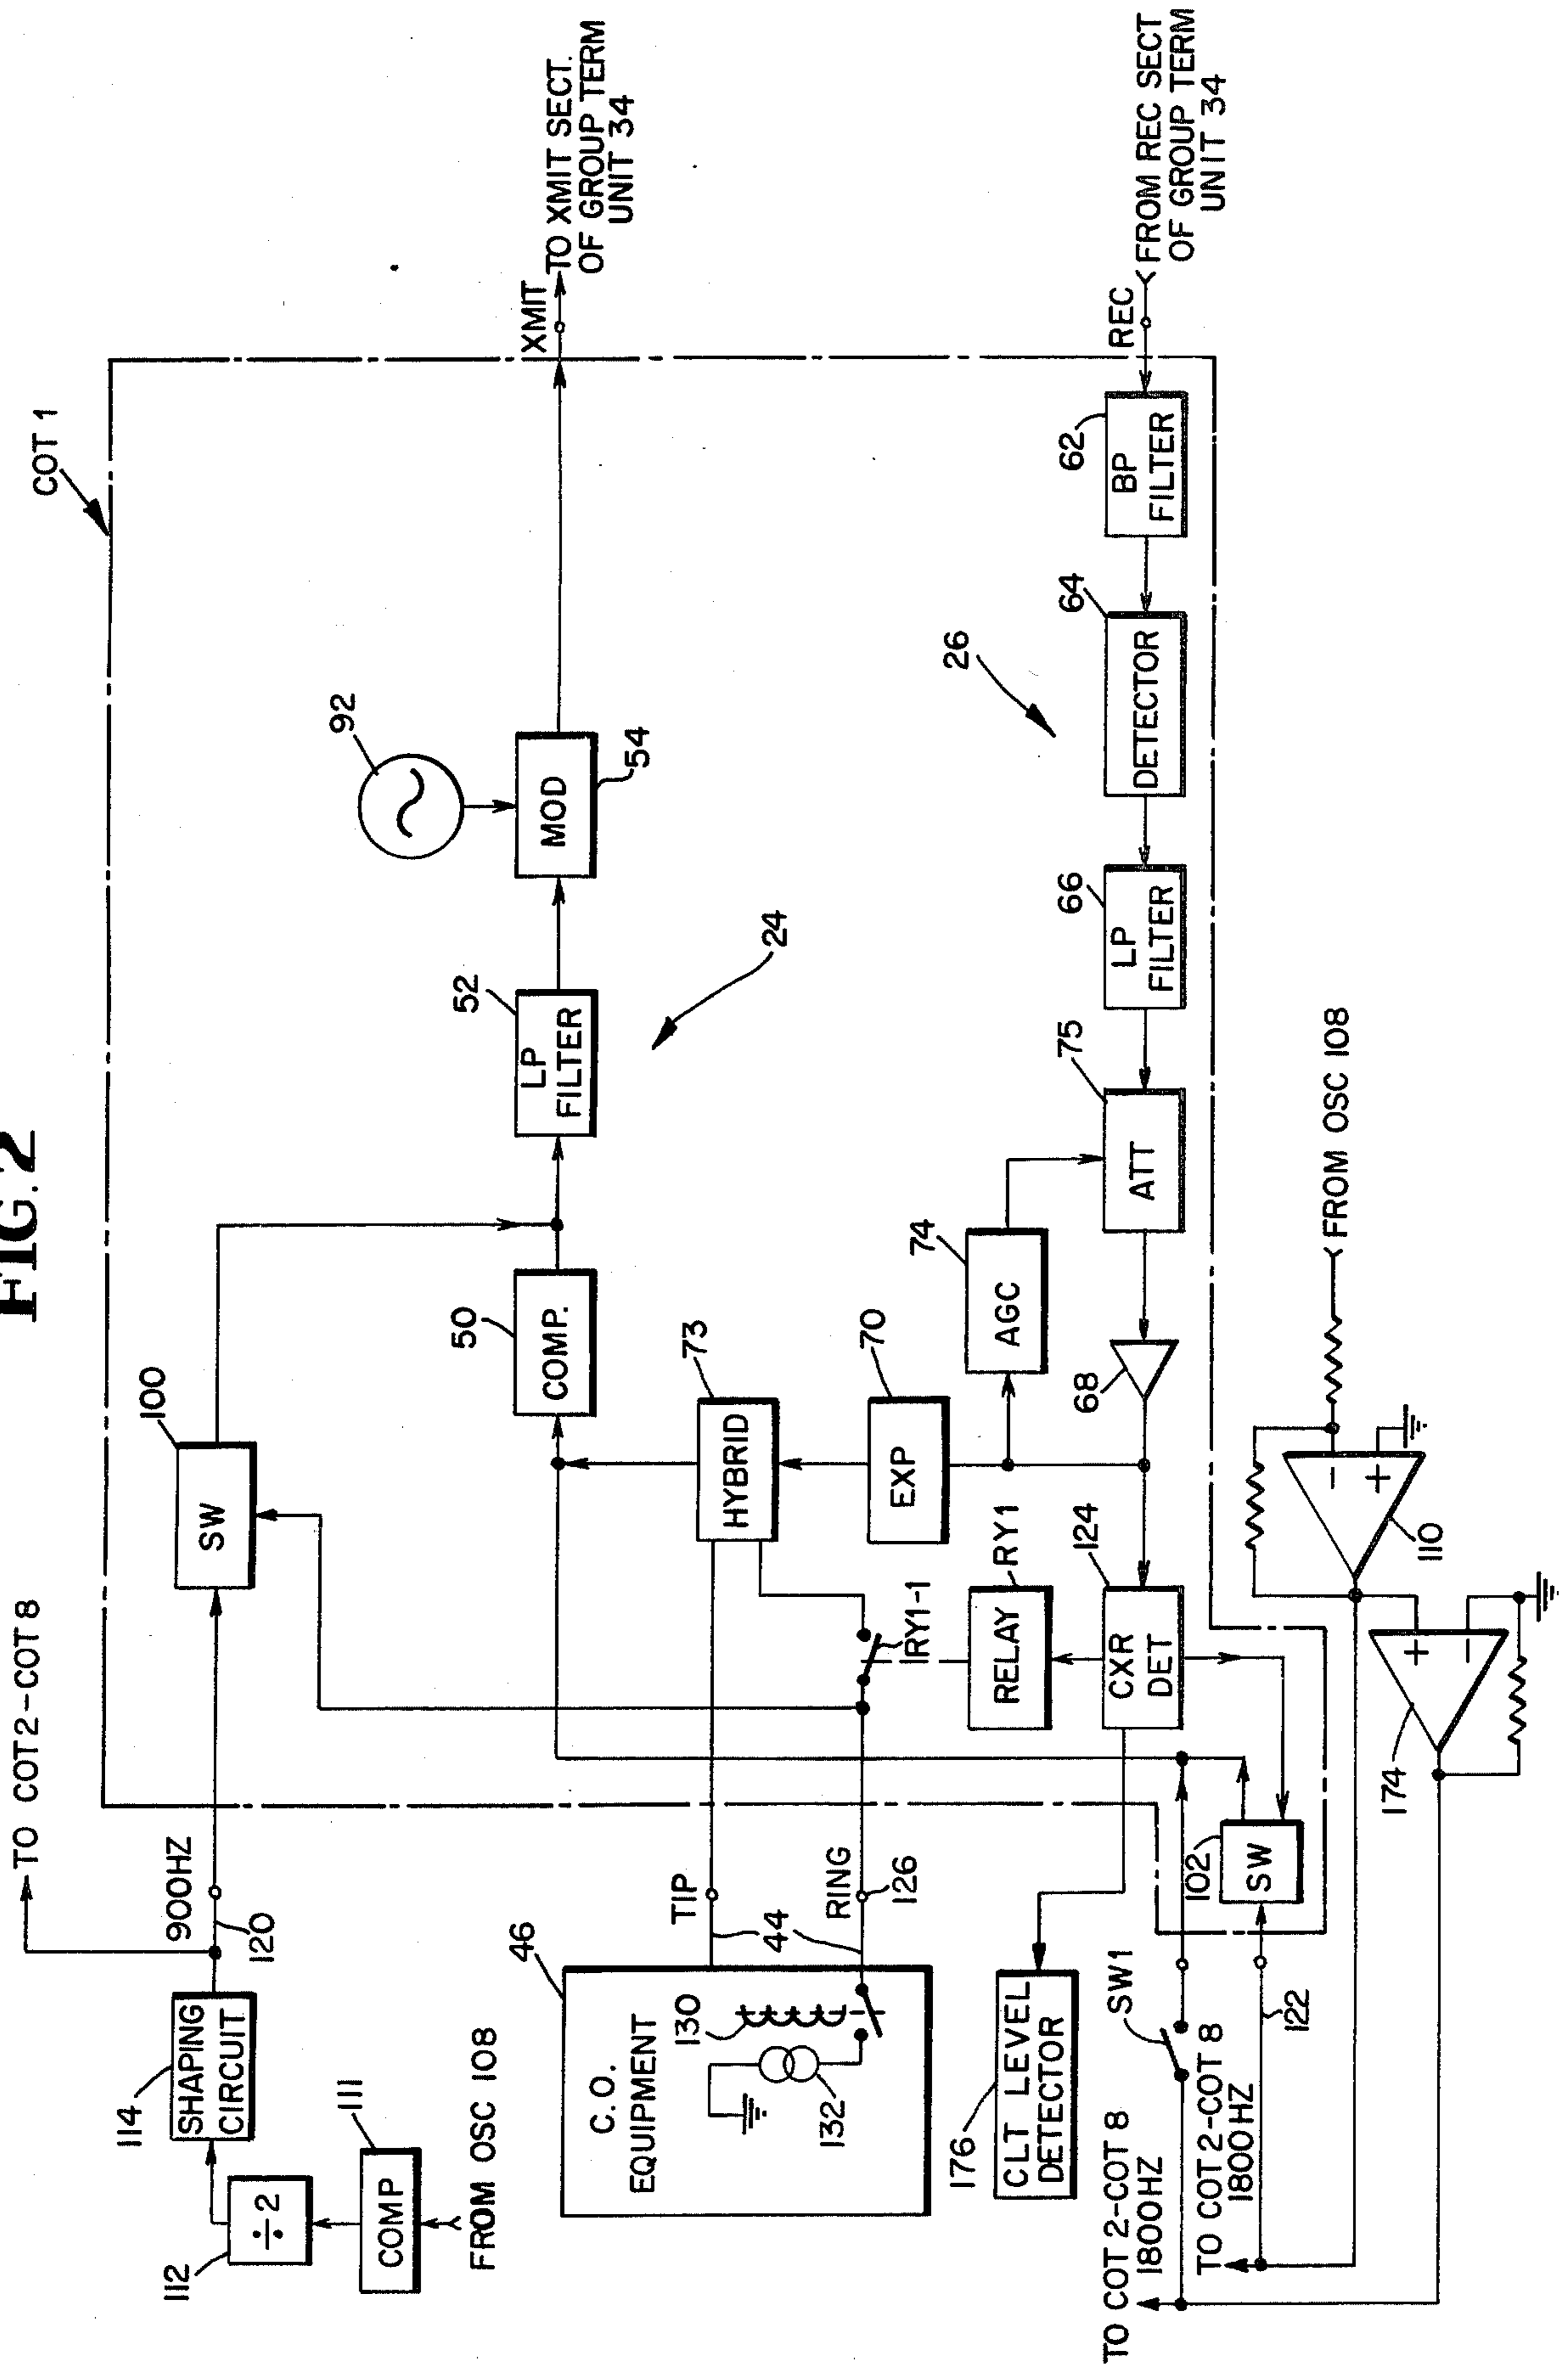 FIG. 2
COT 1
TO COT2-COT 8
900HZ
120
114
SHAPING
CIRCUIT
112
÷2
111
COMP
FROM OSC 108
100
SW
92
50
COMP.
52
LP
FILTER
MOD
54
XMIT
TO XMIT SECT.
OF GROUP TERM
UNIT 34
24
46
C.O.
EQUIPMENT
130
132
TIP
44
RING
126
73
HYBRID
70
EXP
RY1-1
RELAY
RY1
74
AGC
26
176
CLT LEVEL
DETECTOR
124
CXR
DET
68
75
ATT
66
LP
FILTER
64
DETECTOR
62
BP
FILTER
REC
FROM REC SECT
OF GROUP TERM
UNIT 34
TO COT 2-COT 8
1800HZ
SW1
TO COT2-COT 8
1800HZ
122
102
SW
174
+
−
110
−
+
FROM OSC 108